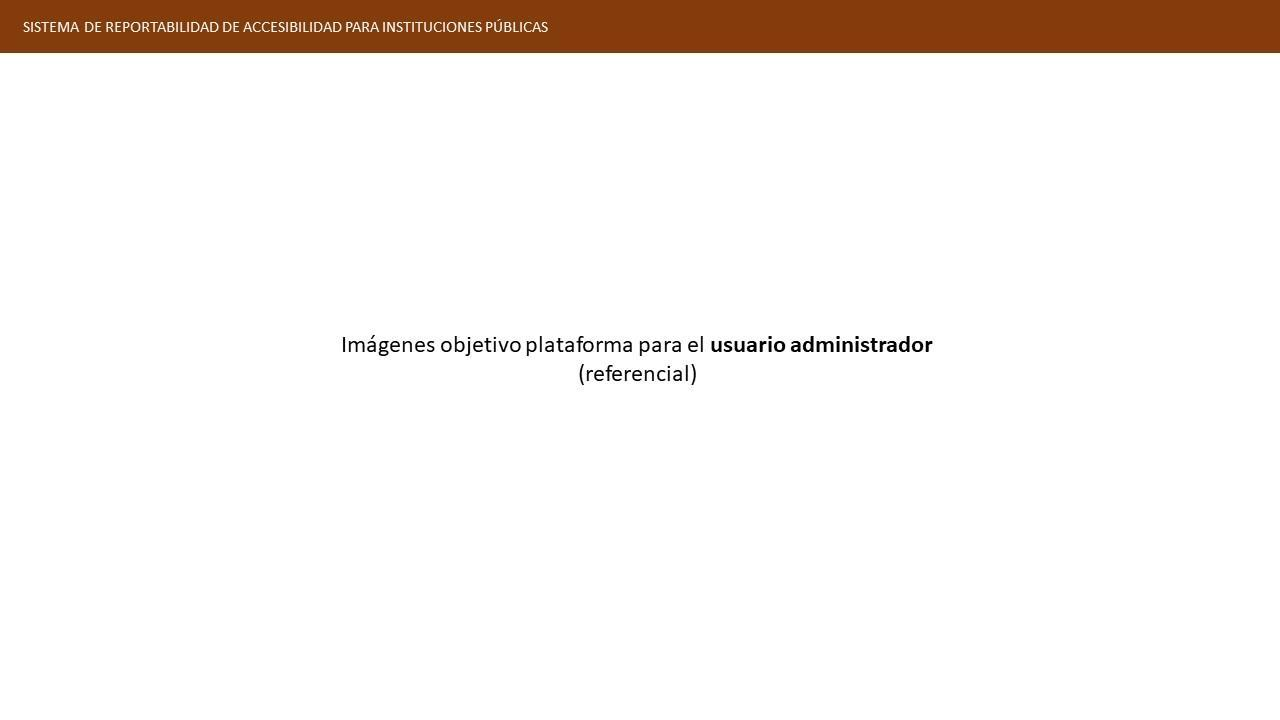 SISTEMA DE REPORTABILIDAD DE ACCESIBILIDAD PARA INSTITUCIONES PÚBLICAS
Imágenes objetivo plataforma para el usuario administrador
(referencial)